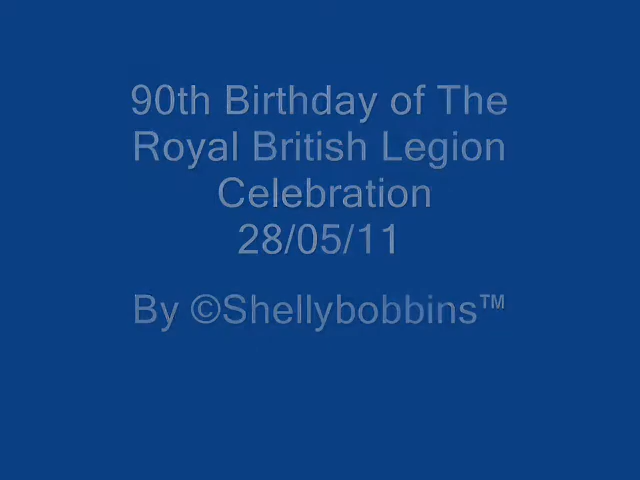 90th Birthday of The
Royal British Legion
Celebration
28/05/11
By ©Shellybobbins™